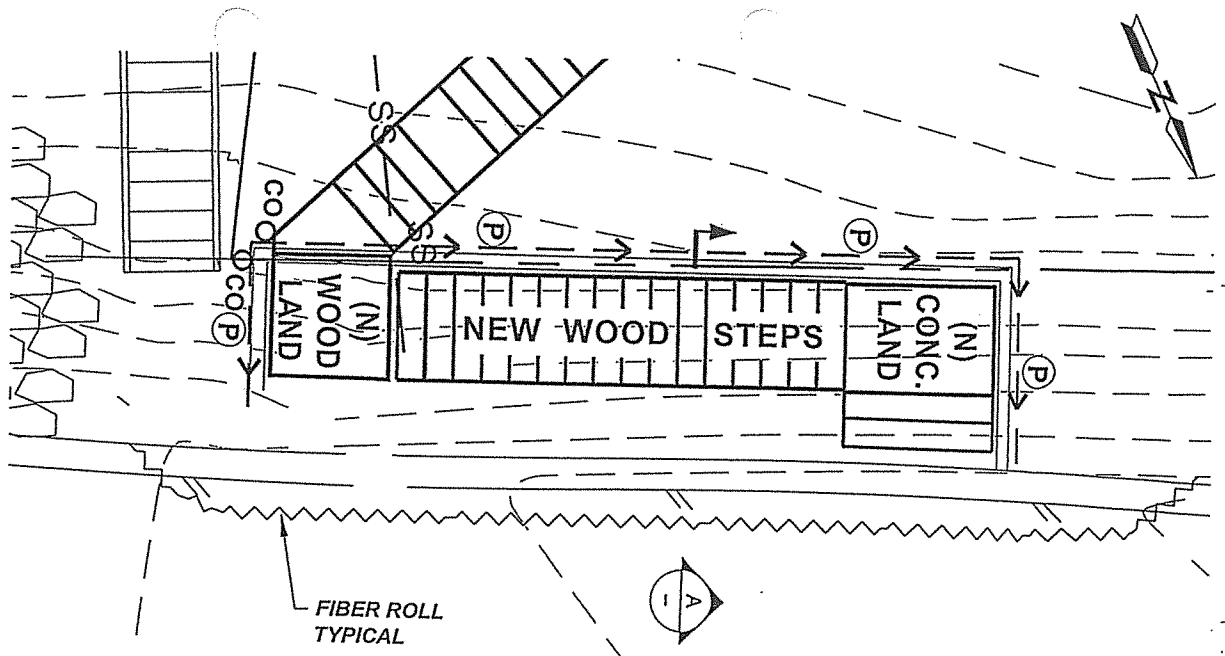 N
SS
CO
SS
P
P
CO
P
(N)
WOOD
LAND
NEW WOOD STEPS
(N)
CONC.
LAND
P
FIBER ROLL
TYPICAL
A
–